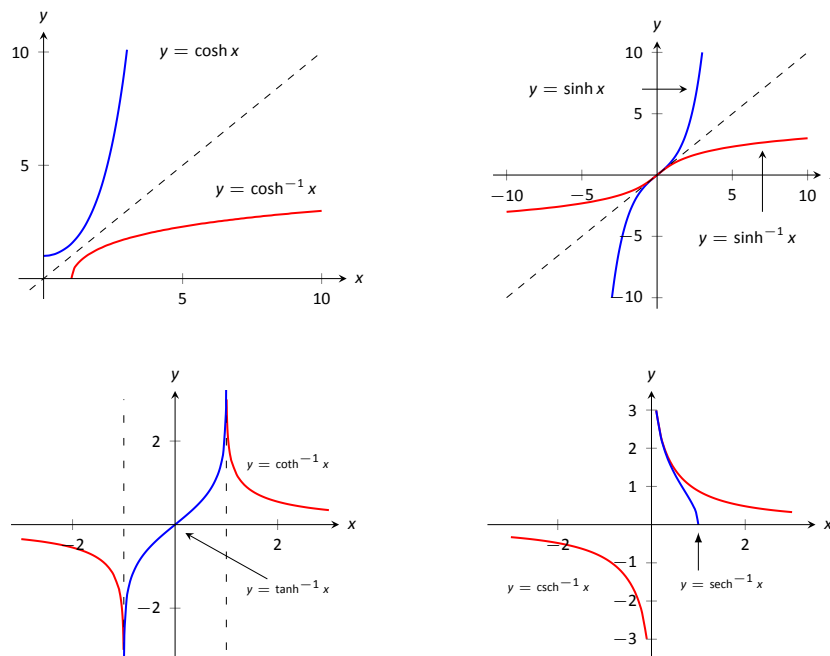 y
10
y = cosh x
5
y = cosh⁻¹ x
5
10
x
y
10
y = sinh x
5
−10
−5
5
10
−5
y = sinh⁻¹ x
−10
y
2
y = coth⁻¹ x
−2
2
x
y = tanh⁻¹ x
−2
y
3
2
1
−2
2
x
−1
y = csch⁻¹ x
y = sech⁻¹ x
−2
−3